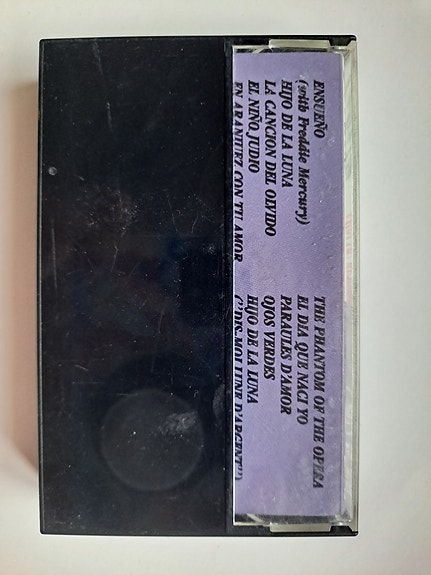 ENSUEÑO
(with Freddie Mercury)
HIJO DE LA LUNA
LA CANCION DEL OLVIDO
EL NIÑO JUDIO
EN ARANJUEZ CON TU AMOR
THE PHANTOM OF THE OPERA
EL DIA QUE NACI YO
PARAULES D'AMOR
OJOS VERDES
HIJO DE LA LUNA
("DIS-MOI LUNE D'ARGENT")